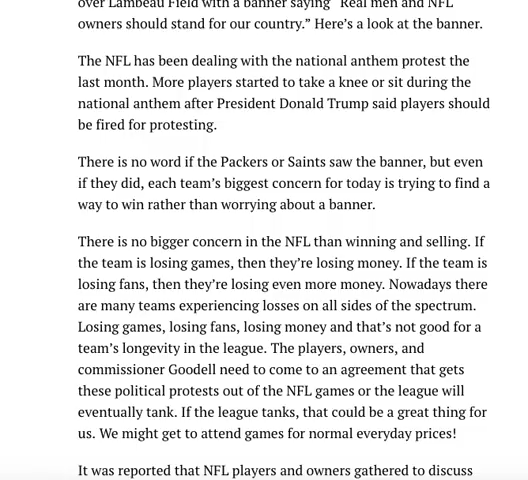 over Lambeau Field with a banner saying “Real men and NFL
owners should stand for our country.” Here’s a look at the banner.
The NFL has been dealing with the national anthem protest the
last month. More players started to take a knee or sit during the
national anthem after President Donald Trump said players should
be fired for protesting.
There is no word if the Packers or Saints saw the banner, but even
if they did, each team’s biggest concern for today is trying to find a
way to win rather than worrying about a banner.
There is no bigger concern in the NFL than winning and selling. If
the team is losing games, then they’re losing money. If the team is
losing fans, then they’re losing even more money. Nowadays there
are many teams experiencing losses on all sides of the spectrum.
Losing games, losing fans, losing money and that’s not good for a
team’s longevity in the league. The players, owners, and
commissioner Goodell need to come to an agreement that gets
these political protests out of the NFL games or the league will
eventually tank. If the league tanks, that could be a great thing for
us. We might get to attend games for normal everyday prices!
It was reported that NFL players and owners gathered to discuss